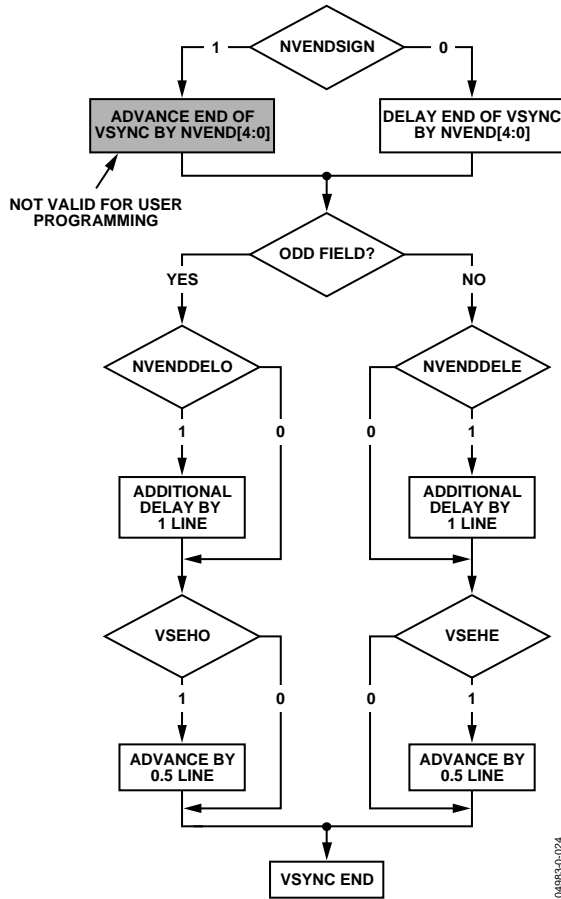 NVENDSIGN
1
0
ADVANCE END OF
VSYNC BY NVEND[4:0]
DELAY END OF VSYNC
BY NVEND[4:0]
NOT VALID FOR USER
PROGRAMMING
ODD FIELD?
YES
NO
NVENDDELO
NVENDDELE
1
0
0
1
ADDITIONAL
DELAY BY
1 LINE
ADDITIONAL
DELAY BY
1 LINE
VSEHO
VSEHE
1
0
0
1
ADVANCE BY
0.5 LINE
ADVANCE BY
0.5 LINE
VSYNC END
04983-0-024